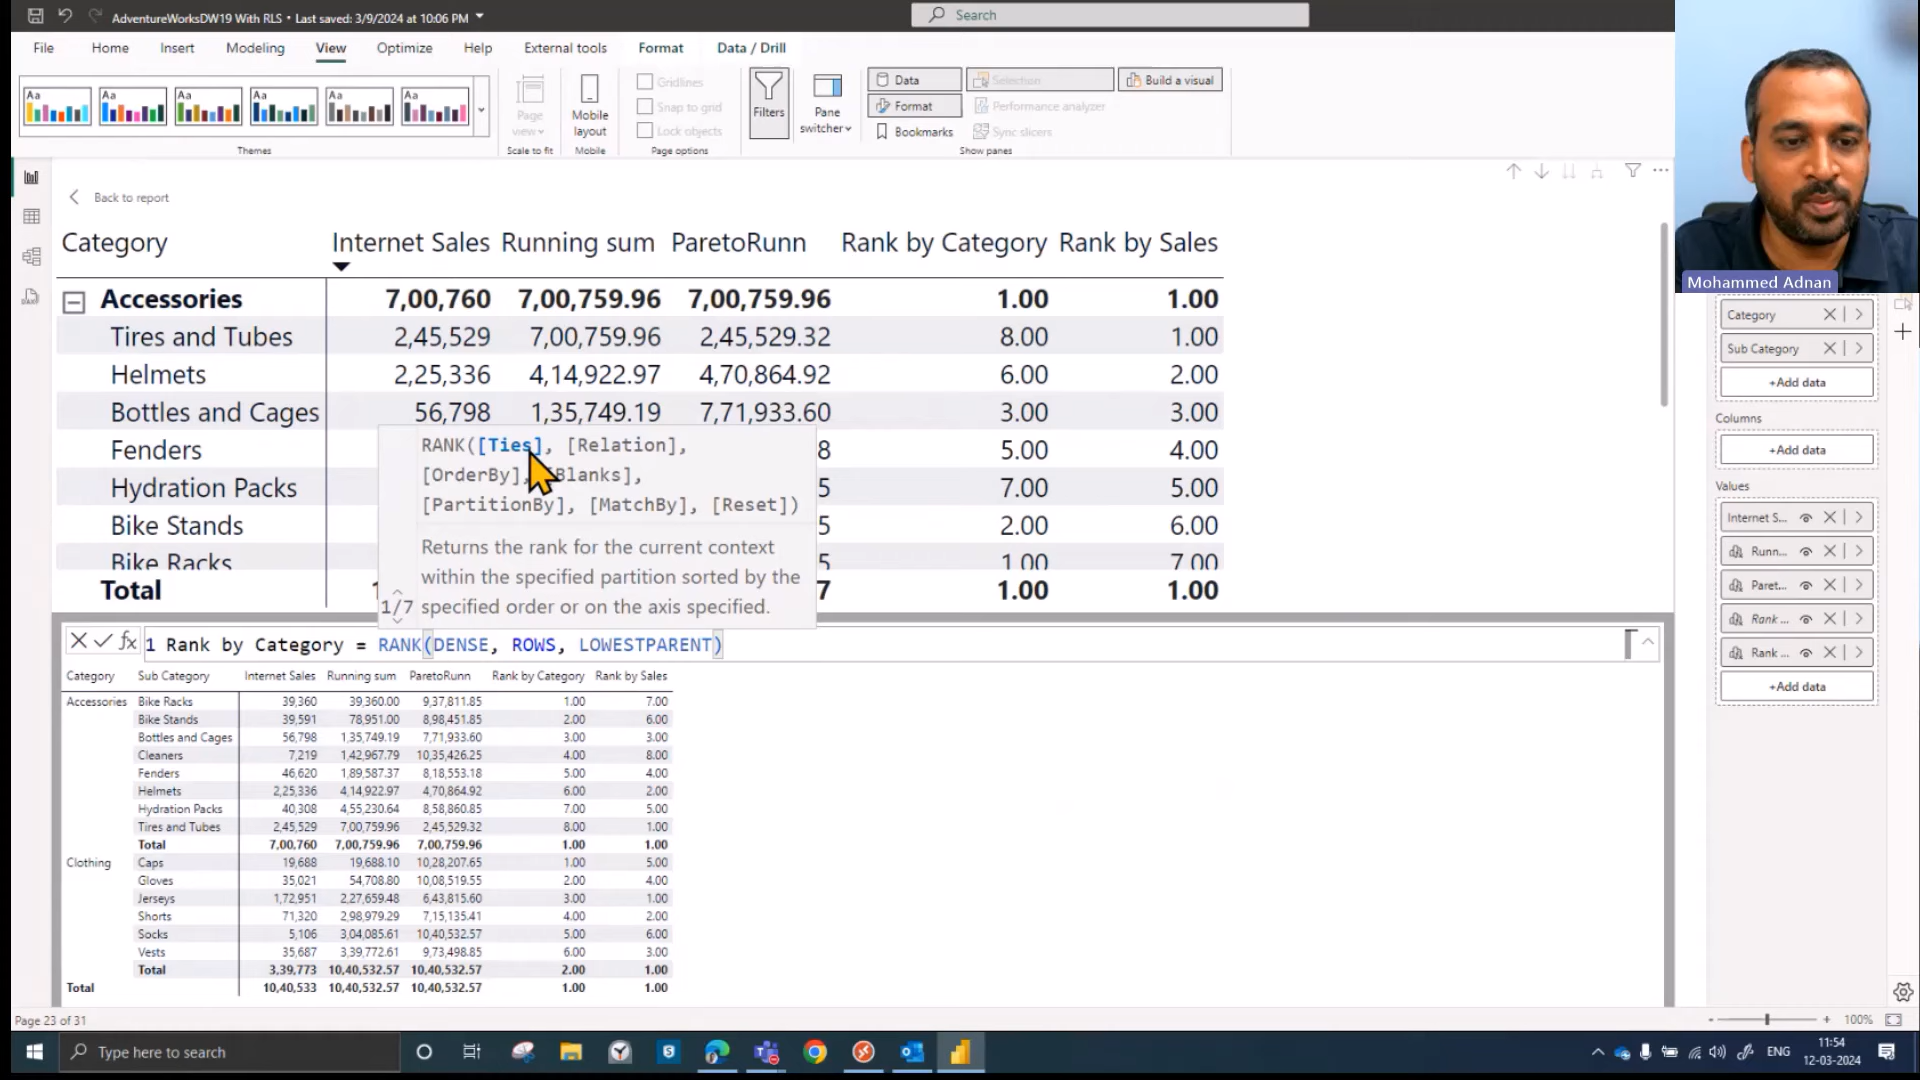 AdventureWorksDW19 With RLS • Last saved: 3/9/2024 at 10:06 PM
Search
File Home Insert Modeling View Optimize Help External tools Format Data / Drill
Aa Aa Aa Aa Aa Aa
Page view
Mobile layout
Gridlines
Snap to grid
Lock objects
Filters
Pane switcher
Data
Format
Bookmarks
Selection
Performance analyzer
Sync slicers
Build a visual
Themes Scale to fit Mobile Page options Show panes
Mohammed Adnan
Back to report
Category Internet Sales Running sum ParetoRunn Rank by Category Rank by Sales
Accessories 7,00,760 7,00,759.96 7,00,759.96 1.00 1.00
Tires and Tubes 2,45,529 7,00,759.96 2,45,529.32 8.00 1.00
Helmets 2,25,336 4,14,922.97 4,70,864.92 6.00 2.00
Bottles and Cages 56,798 1,35,749.19 7,71,933.60 3.00 3.00
Fenders 8 5.00 4.00
Hydration Packs 5 7.00 5.00
Bike Stands 5 2.00 6.00
Bike Racks 5 1.00 7.00
Total 1 7 1.00 1.00
RANK([Ties], [Relation],
[OrderBy], [Blanks],
[PartitionBy], [MatchBy], [Reset])
Returns the rank for the current context
within the specified partition sorted by the
1/7 specified order or on the axis specified.
fx 1 Rank by Category = RANK(DENSE, ROWS, LOWESTPARENT)
Category Sub Category Internet Sales Running sum ParetoRunn Rank by Category Rank by Sales
Accessories Bike Racks 39,360 39,360.00 9,37,811.85 1.00 7.00
Bike Stands 39,591 78,951.00 8,98,451.85 2.00 6.00
Bottles and Cages 56,798 1,35,749.19 7,71,933.60 3.00 3.00
Cleaners 7,219 1,42,967.79 10,35,426.25 4.00 8.00
Fenders 46,620 1,89,587.37 8,18,553.18 5.00 4.00
Helmets 2,25,336 4,14,922.97 4,70,864.92 6.00 2.00
Hydration Packs 40,308 4,55,230.64 8,58,860.85 7.00 5.00
Tires and Tubes 2,45,529 7,00,759.96 2,45,529.32 8.00 1.00
Total 7,00,760 7,00,759.96 7,00,759.96 1.00 1.00
Clothing Caps 19,688 19,688.10 10,28,207.65 1.00 5.00
Gloves 35,021 54,708.80 10,08,519.55 2.00 4.00
Jerseys 1,72,951 2,27,659.48 6,43,815.60 3.00 1.00
Shorts 71,320 2,98,979.29 7,15,135.41 4.00 2.00
Socks 5,106 3,04,085.61 10,40,532.57 5.00 6.00
Vests 35,687 3,39,772.61 9,73,498.85 6.00 3.00
Total 3,39,773 10,40,532.57 10,40,532.57 2.00 1.00
Total 10,40,533 10,40,532.57 10,40,532.57 1.00 1.00
Category
Sub Category
+Add data
Columns
+Add data
Values
Internet S...
Runn...
Paret...
Rank ...
Rank ...
+Add data
Page 23 of 31
- + 100%
Type here to search
ENG
11:54
12-03-2024